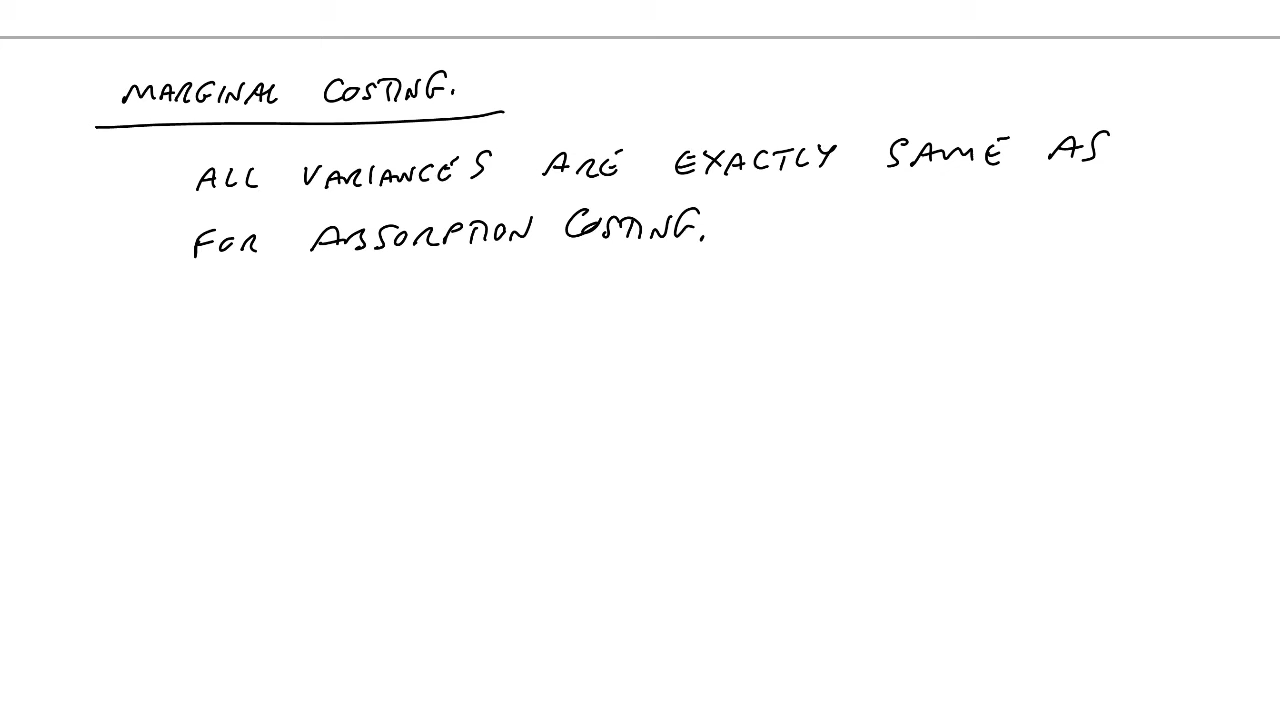 MARGINAL COSTING.
ALL VARIANCES ARE EXACTLY SAME AS
FOR ABSORPTION COSTING.